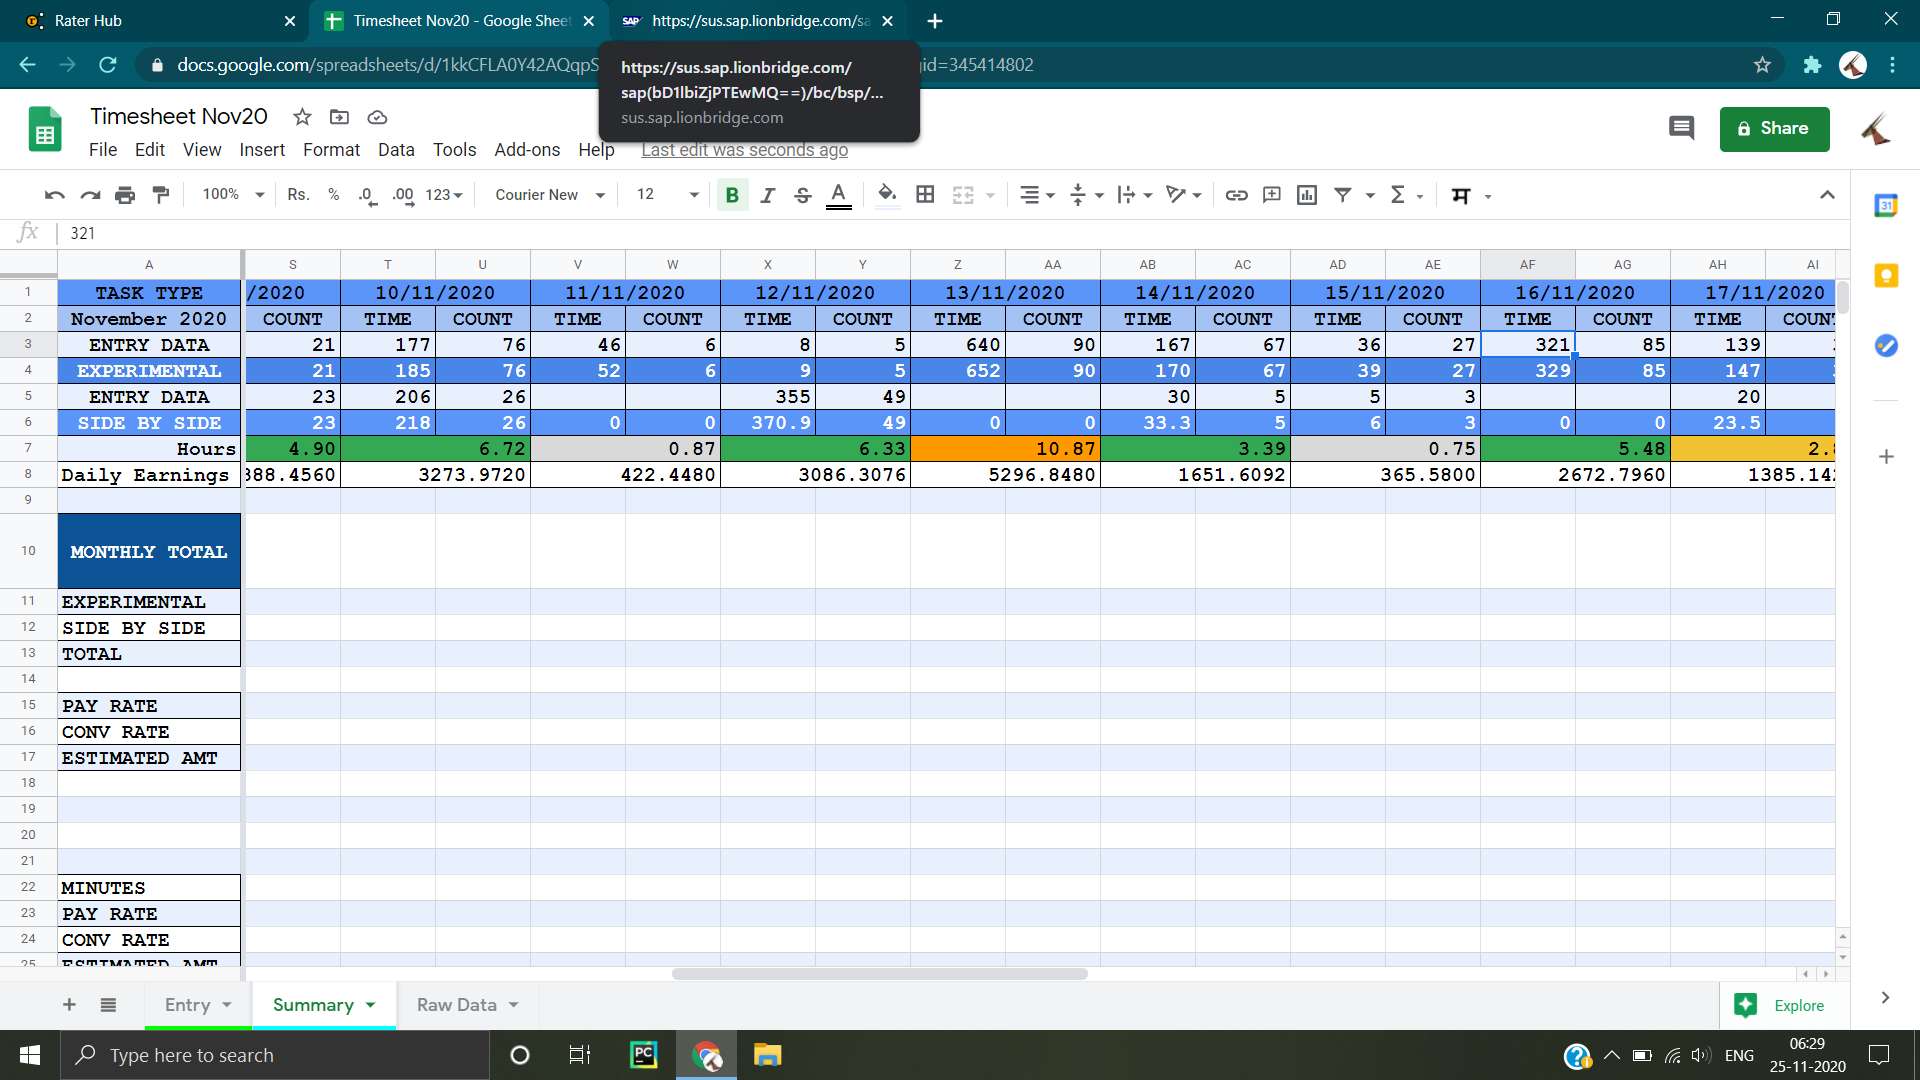 Rater Hub
Timesheet Nov20 - Google Sheet
SAP https://sus.sap.lionbridge.com/sa
docs.google.com/spreadsheets/d/1kkCFLA0Y42AQqpS
gid=345414802
https://sus.sap.lionbridge.com/
sap(bD1lbiZjPTEwMQ==)/bc/bsp/...
sus.sap.lionbridge.com
Timesheet Nov20
Share
File Edit View Insert Format Data Tools Add-ons Help Last edit was seconds ago
100% Rs. % .0 .00 123 Courier New 12 B I S A Σ म
31
fx 321
A S T U V W X Y Z AA AB AC AD AE AF AG AH AI
1 TASK TYPE /2020 10/11/2020 11/11/2020 12/11/2020 13/11/2020 14/11/2020 15/11/2020 16/11/2020 17/11/2020
2 November 2020 COUNT TIME COUNT TIME COUNT TIME COUNT TIME COUNT TIME COUNT TIME COUNT TIME COUNT TIME COUNT
3 ENTRY DATA 21 177 76 46 6 8 5 640 90 167 67 36 27 321 85 139
4 EXPERIMENTAL 21 185 76 52 6 9 5 652 90 170 67 39 27 329 85 147
5 ENTRY DATA 23 206 26 355 49 30 5 5 3 20
6 SIDE BY SIDE 23 218 26 0 0 370.9 49 0 0 33.3 5 6 3 0 0 23.5
7 Hours 4.90 6.72 0.87 6.33 10.87 3.39 0.75 5.48 2.
8 Daily Earnings 388.4560 3273.9720 422.4480 3086.3076 5296.8480 1651.6092 365.5800 2672.7960 1385.14
9
10 MONTHLY TOTAL
11 EXPERIMENTAL
12 SIDE BY SIDE
13 TOTAL
14
15 PAY RATE
16 CONV RATE
17 ESTIMATED AMT
18
19
20
21
22 MINUTES
23 PAY RATE
24 CONV RATE
25 ESTIMATED AMT
Entry Summary Raw Data Explore
Type here to search
PC
ENG
06:29
25-11-2020